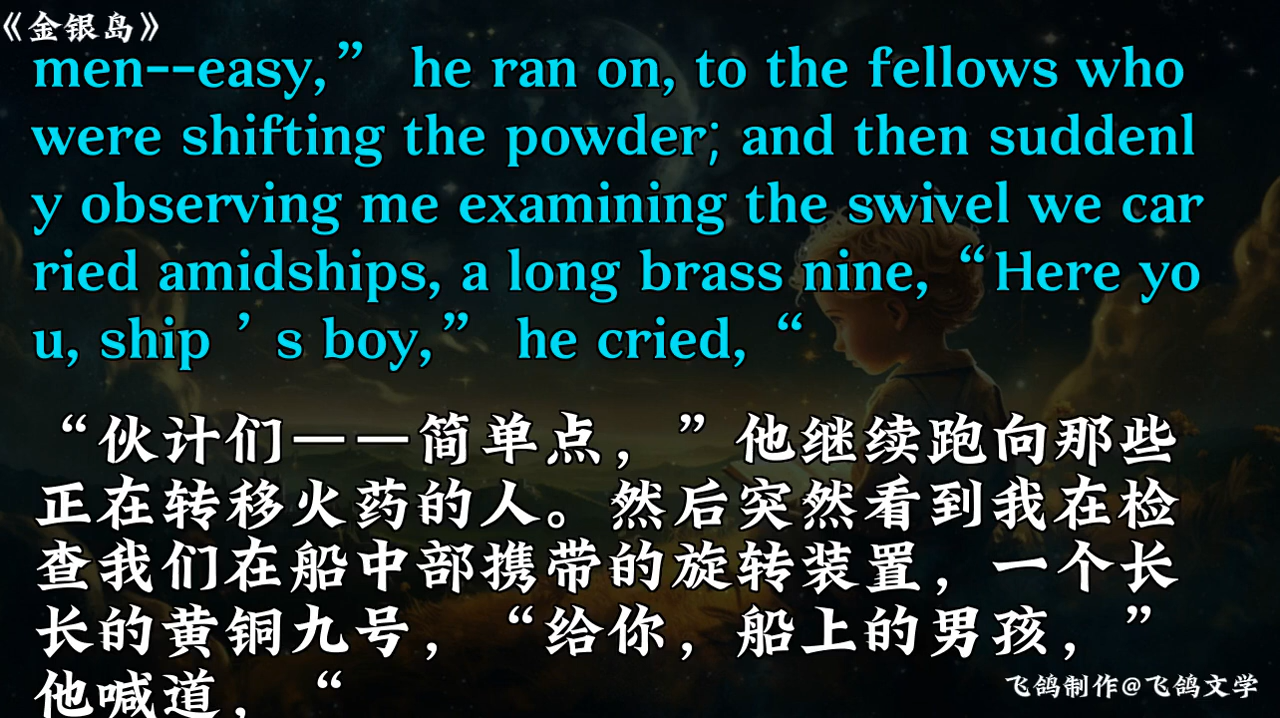 《金银岛》
men--easy,” he ran on, to the fellows who
were shifting the powder; and then suddenl
y observing me examining the swivel we car
ried amidships, a long brass nine, “Here yo
u, ship ’ s boy,” he cried, “
“伙计们——简单点，”他继续跑向那些
正在转移火药的人。然后突然看到我在检
查我们在船中部携带的旋转装置，一个长
长的黄铜九号，“给你，船上的男孩，”
他喊道，“
飞鸽制作@飞鸽文学